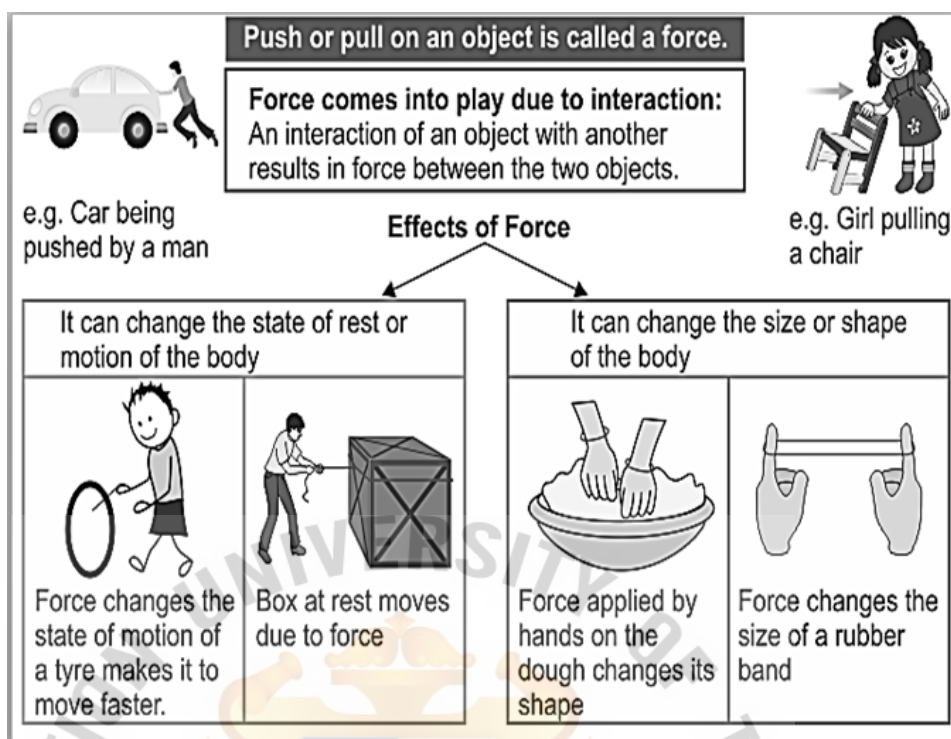 Push or pull on an object is called a force.
Force comes into play due to interaction:
An interaction of an object with another
results in force between the two objects.
e.g. Car being
pushed by a man
e.g. Girl pulling
a chair
Effects of Force
It can change the state of rest or
motion of the body
It can change the size or shape
of the body
Force changes the
state of motion of
a tyre makes it to
move faster.
Box at rest moves
due to force
Force applied by
hands on the
dough changes its
shape
Force changes the
size of a rubber
band
UNIVERSITY OF